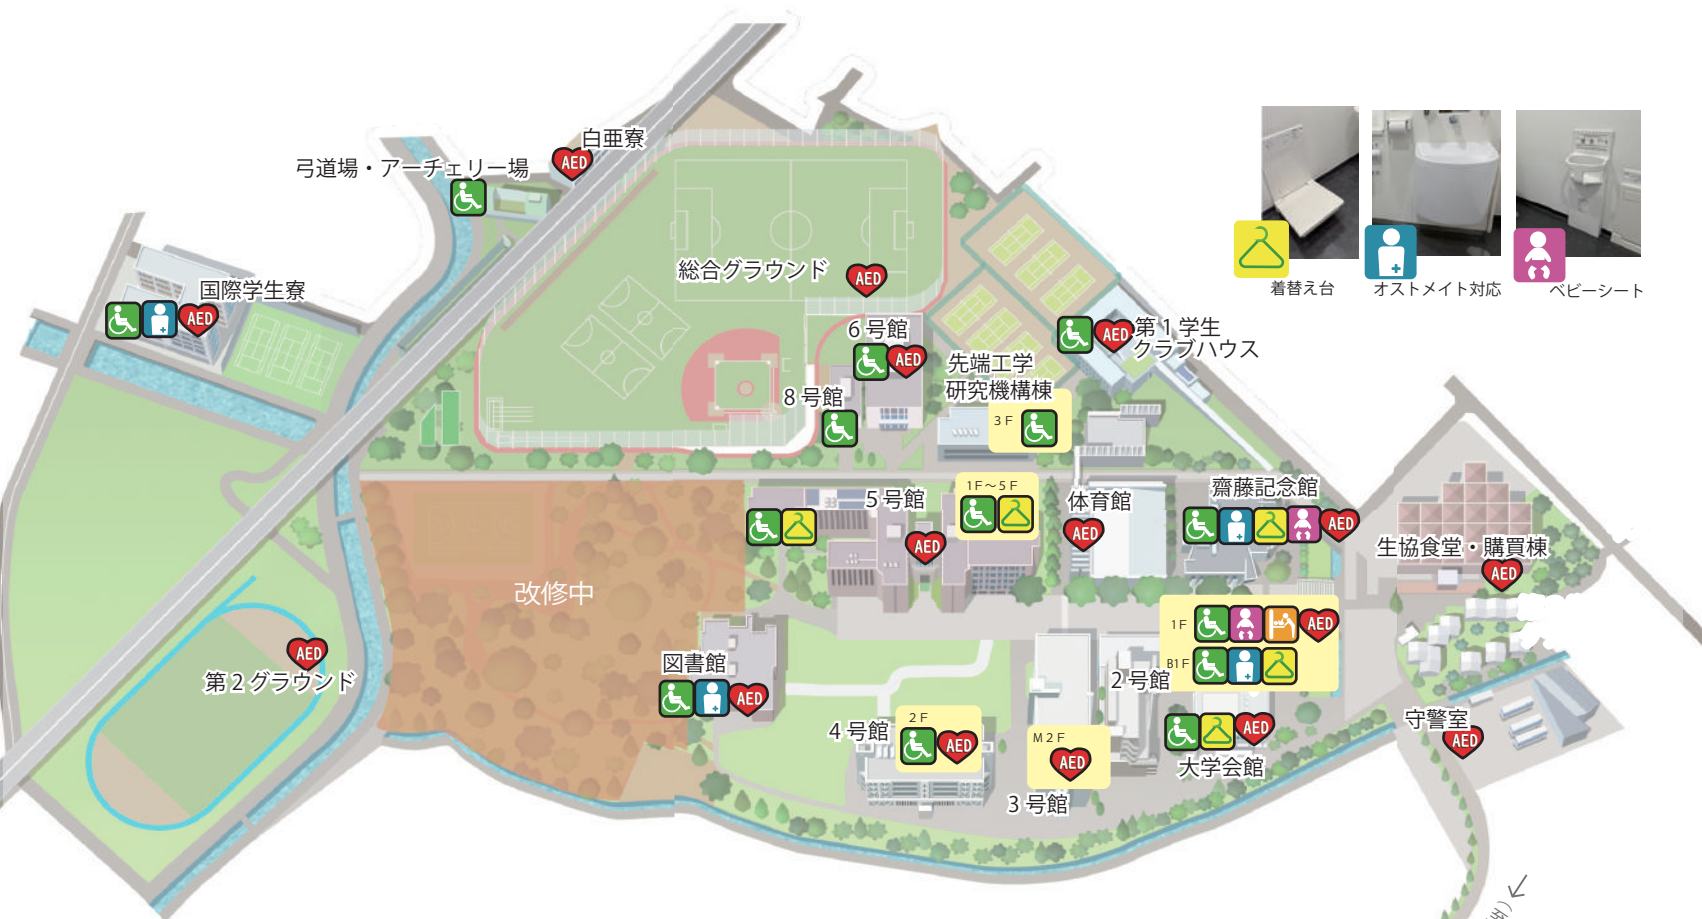 白亜寮
AED
弓道場・アーチェリー場
国際学生寮
AED
総合グラウンド
AED
着替え台
オストメイト対応
ベビーシート
6号館
AED
第1学生
クラブハウス
AED
先端工学
研究機構棟
3F
8号館
5号館
AED
1F～5F
体育館
AED
齋藤記念館
AED
生協食堂・購買棟
AED
改修中
第2グラウンド
AED
図書館
AED
1F
AED
B1F
2号館
4号館
2F
AED
M2F
AED
3号館
AED
大学会館
守警室
AED